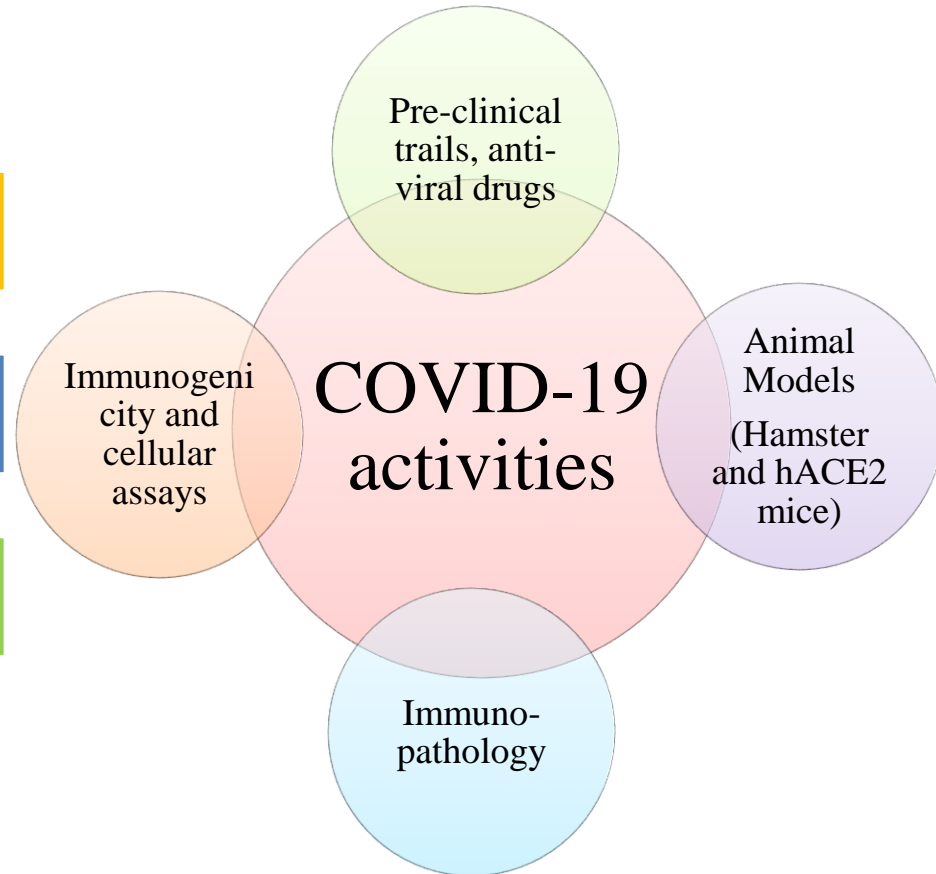 Pre-clinical
trails, anti-
viral drugs
Immunogeni
city and
cellular
assays
COVID-19
activities
Animal
Models
(Hamster
and hACE2
mice)
Immuno-
pathology